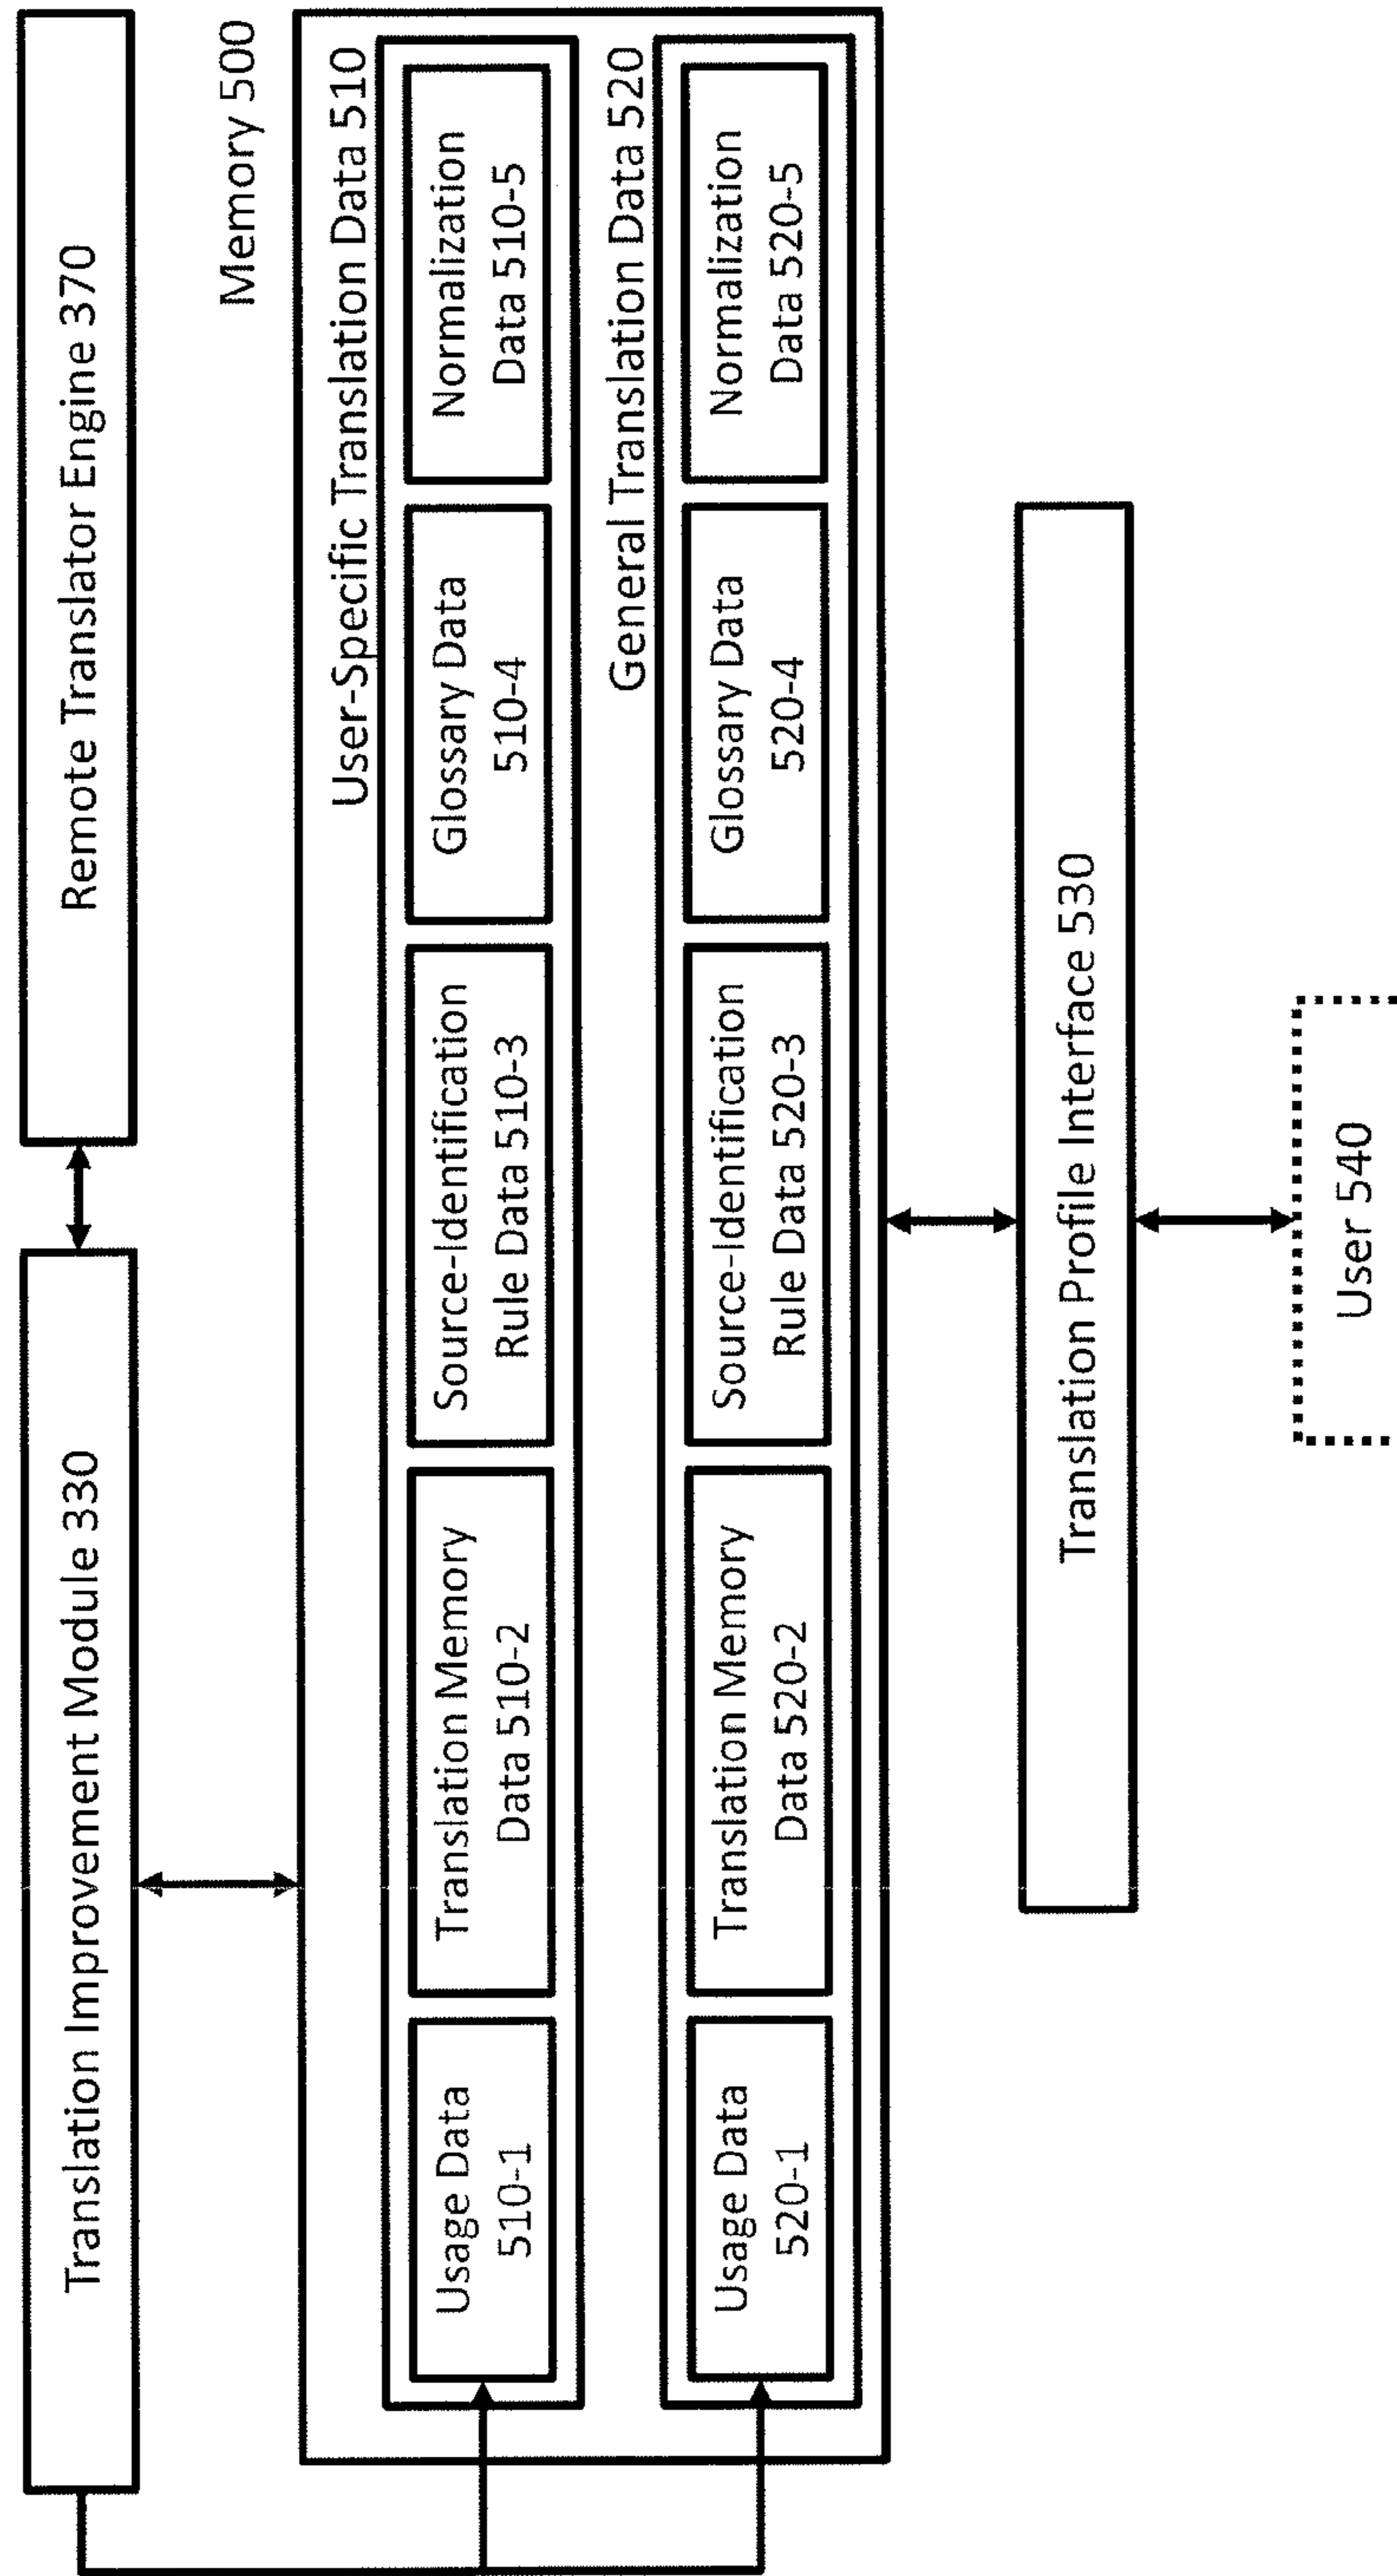 Translation Improvement Module 330
Remote Translator Engine 370
Memory 500
User-Specific Translation Data 510
Usage Data
510-1
Translation Memory
Data 510-2
Source-Identification
Rule Data 510-3
Glossary Data
510-4
Normalization
Data 510-5
General Translation Data 520
Usage Data
520-1
Translation Memory
Data 520-2
Source-Identification
Rule Data 520-3
Glossary Data
520-4
Normalization
Data 520-5
Translation Profile Interface 530
User 540